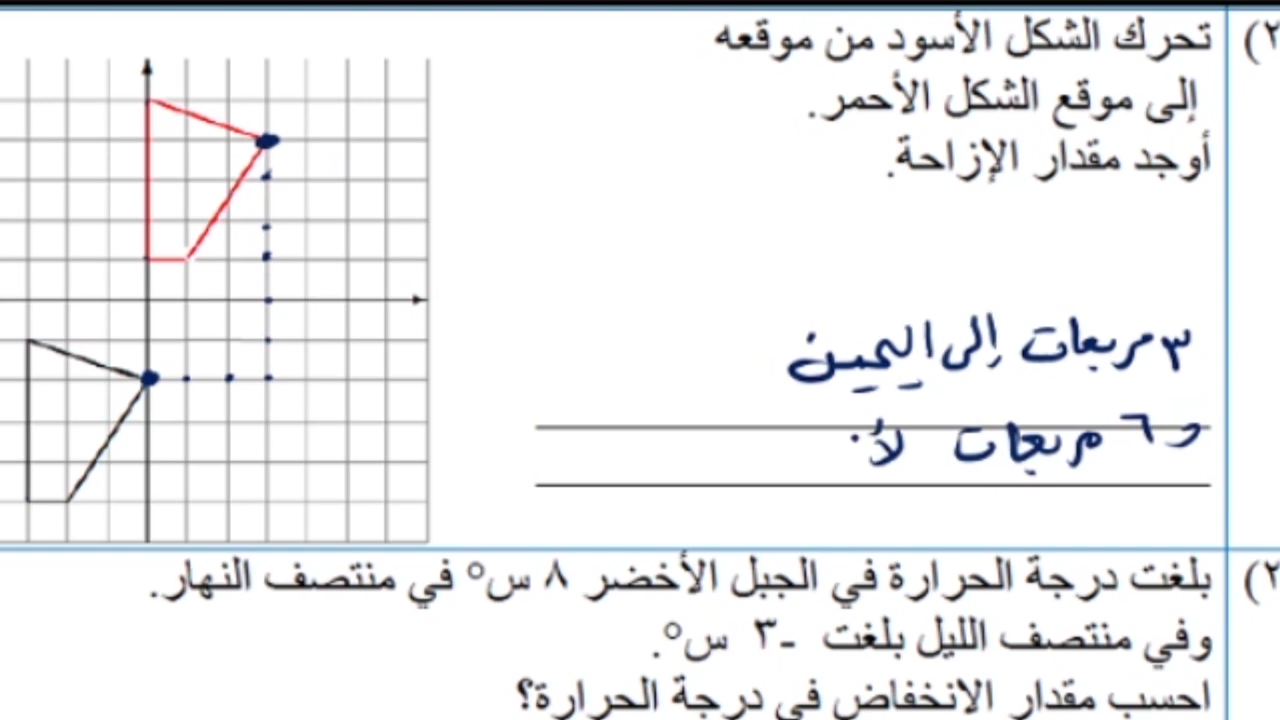 ٢) تحرك الشكل الأسود من موقعه
إلى موقع الشكل الأحمر.
أوجد مقدار الإزاحة.
٣ مربعات إلى اليمين
و ٦ مربعات
٢) بلغت درجة الحرارة في الجبل الأخضر ٨ س° في منتصف النهار.
وفي منتصف الليل بلغت -٣ س°.
احسب مقدار الانخفاض في درجة الحرارة؟